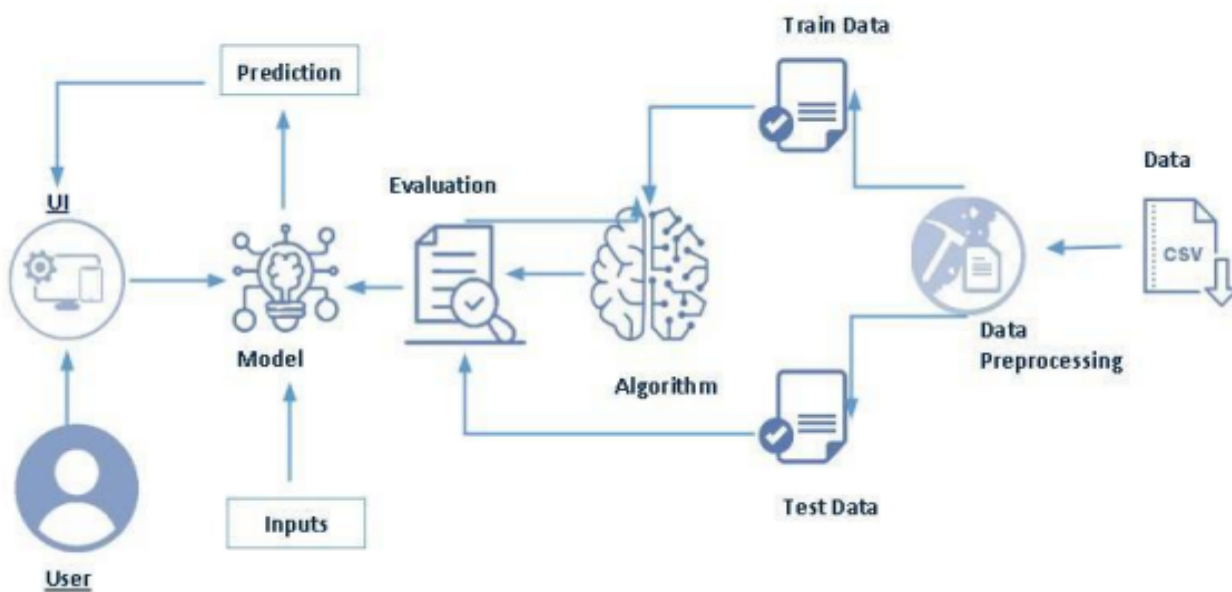 Train Data
Prediction
Data
Evaluation
UI
CSV
Model
Data
Preprocessing
Algorithm
Inputs
Test Data
User